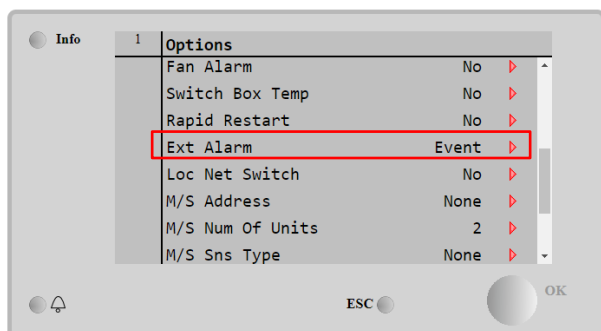 Info
1 Options
Fan Alarm No
Switch Box Temp No
Rapid Restart No
Ext Alarm Event
Loc Net Switch No
M/S Address None
M/S Num Of Units 2
M/S Sns Type None
ESC
OK